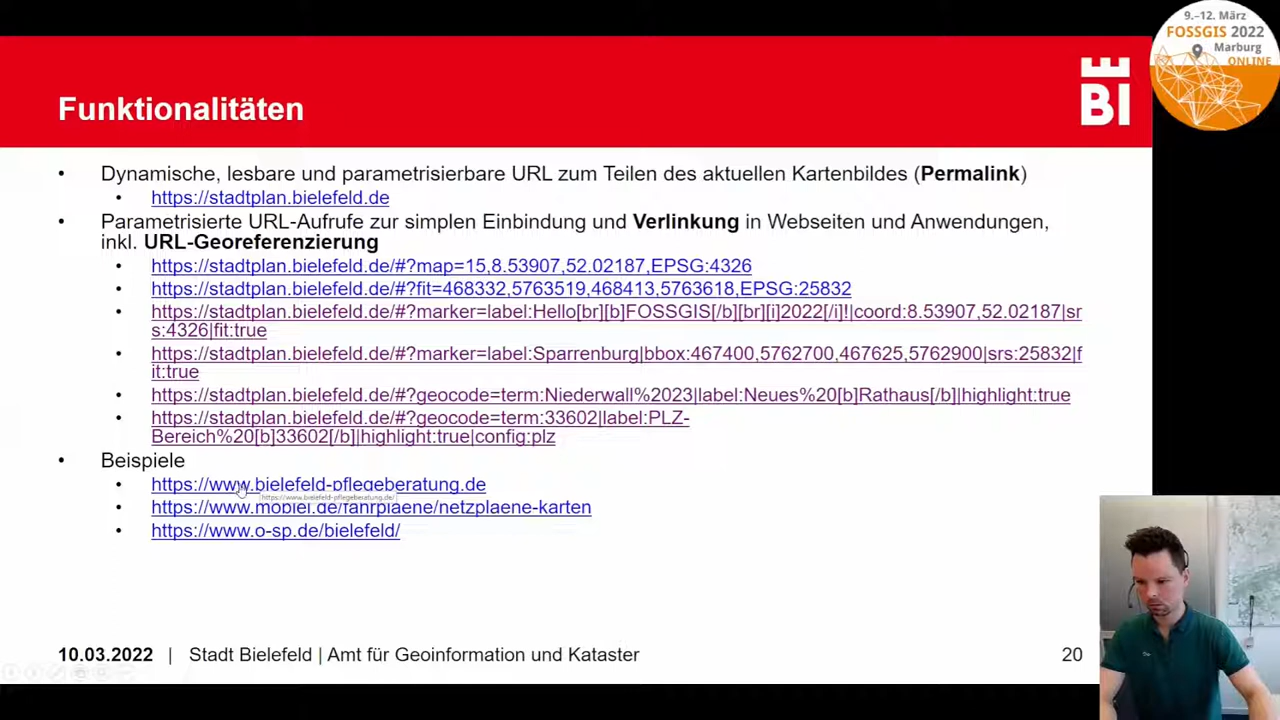 9.–12. März
FOSSGIS 2022
Marburg
ONLINE
BI
Funktionalitäten
• Dynamische, lesbare und parametrisierbare URL zum Teilen des aktuellen Kartenbildes (Permalink)
• https://stadtplan.bielefeld.de
• Parametrisierte URL-Aufrufe zur simplen Einbindung und Verlinkung in Webseiten und Anwendungen,
inkl. URL-Georeferenzierung
• https://stadtplan.bielefeld.de/#?map=15,8.53907,52.02187,EPSG:4326
• https://stadtplan.bielefeld.de/#?fit=468332,5763519,468413,5763618,EPSG:25832
• https://stadtplan.bielefeld.de/#?marker=label:Hello[br][b]FOSSGIS[/b][br][i]2022[/i]!|coord:8.53907,52.02187|sr
s:4326|fit:true
• https://stadtplan.bielefeld.de/#?marker=label:Sparrenburg|bbox:467400,5762700,467625,5762900|srs:25832|f
it:true
• https://stadtplan.bielefeld.de/#?geocode=term:Niederwall%2023|label:Neues%20[b]Rathaus[/b]|highlight:true
• https://stadtplan.bielefeld.de/#?geocode=term:33602|label:PLZ-
Bereich%20[b]33602[/b]|highlight:true|config:plz
• Beispiele
• https://www.bielefeld-pflegeberatung.de
https://www.bielefeld-pflegeberatung.de/
• https://www.mobiel.de/fahrplaene/netzplaene-karten
• https://www.o-sp.de/bielefeld/
10.03.2022 | Stadt Bielefeld | Amt für Geoinformation und Kataster 20